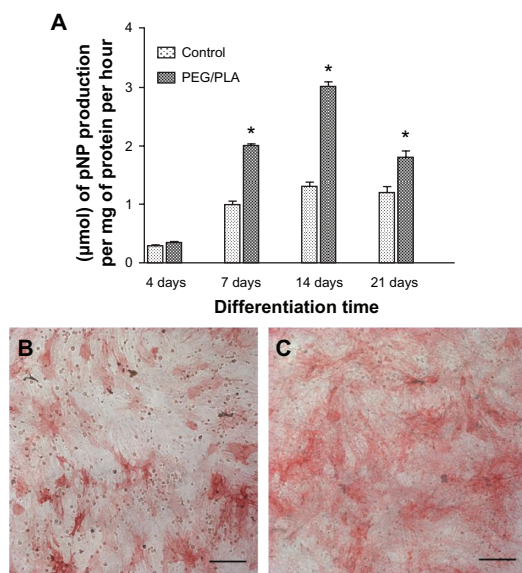 A
(µmol) of pNP production
per mg of protein per hour
4
3
2
1
0
Control
PEG/PLA
*
*
*
4 days
7 days
14 days
21 days
Differentiation time
B
C